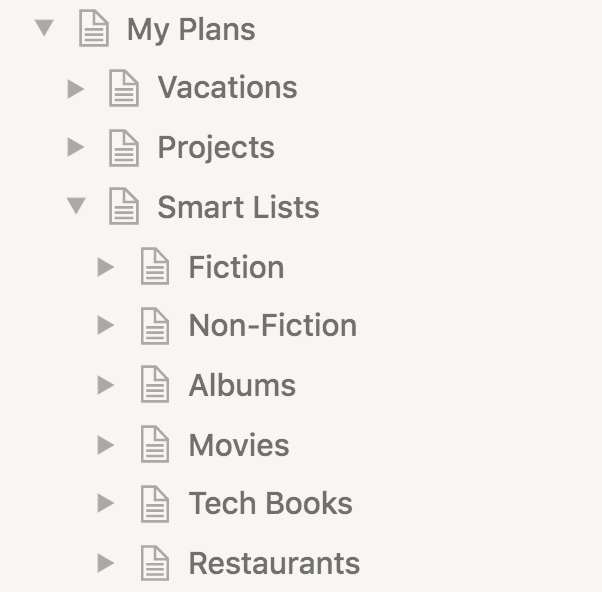 My Plans
Vacations
Projects
Smart Lists
Fiction
Non-Fiction
Albums
Movies
Tech Books
Restaurants